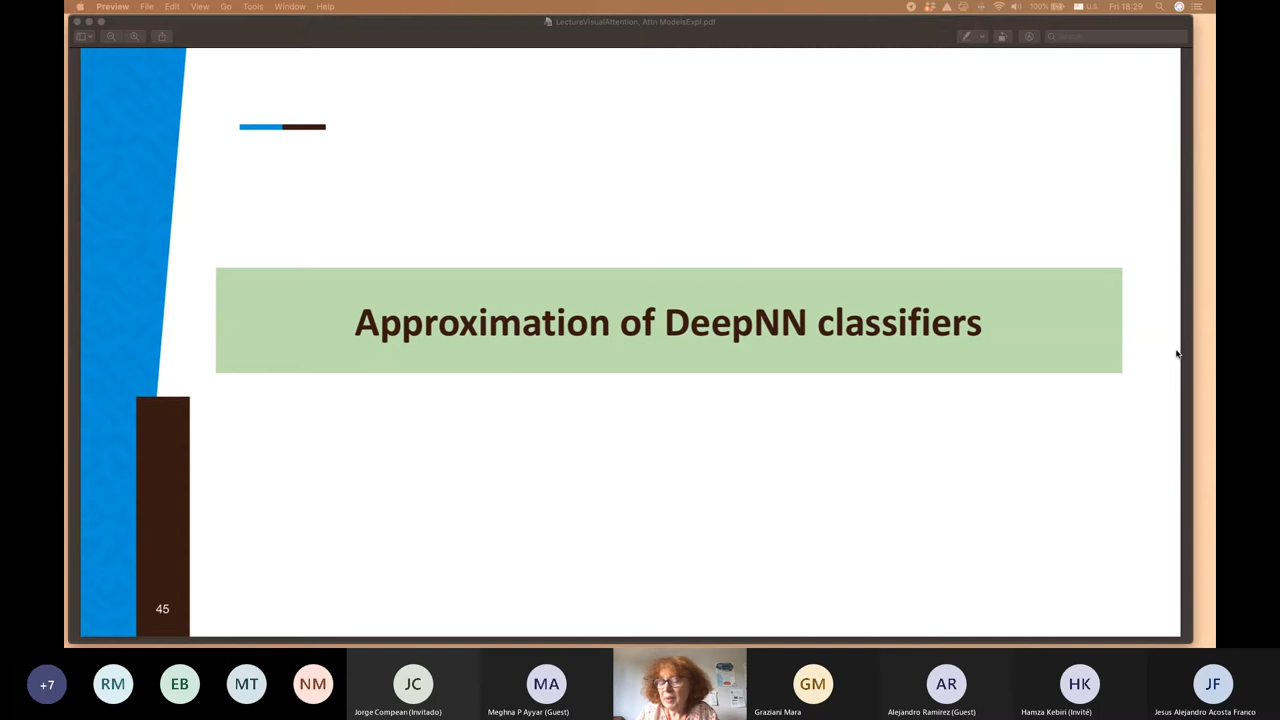 Preview File Edit View Go Tools Window Help
100% U.S. Fri 18:29
LectureVisualAttention, Attn ModelsExpl.pdf
Search
Approximation of DeepNN classifiers
45
+7 RM EB MT NM JC MA GM AR HK JF
Jorge Compean (Invitado) Meghna P Ayyar (Guest) Graziani Mara Alejandro Ramirez (Guest) Hamza Kebiri (Invité) Jesus Alejandro Acosta Franco